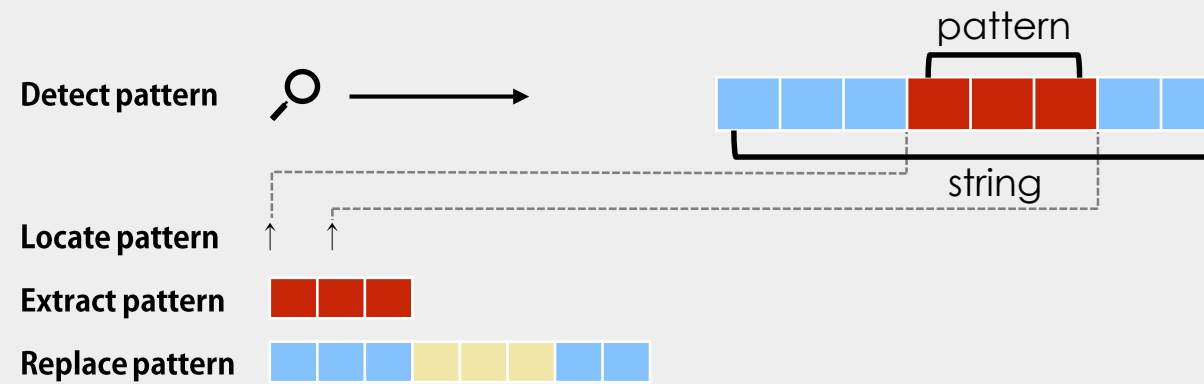 pattern
Detect pattern
string
Locate pattern
Extract pattern
Replace pattern